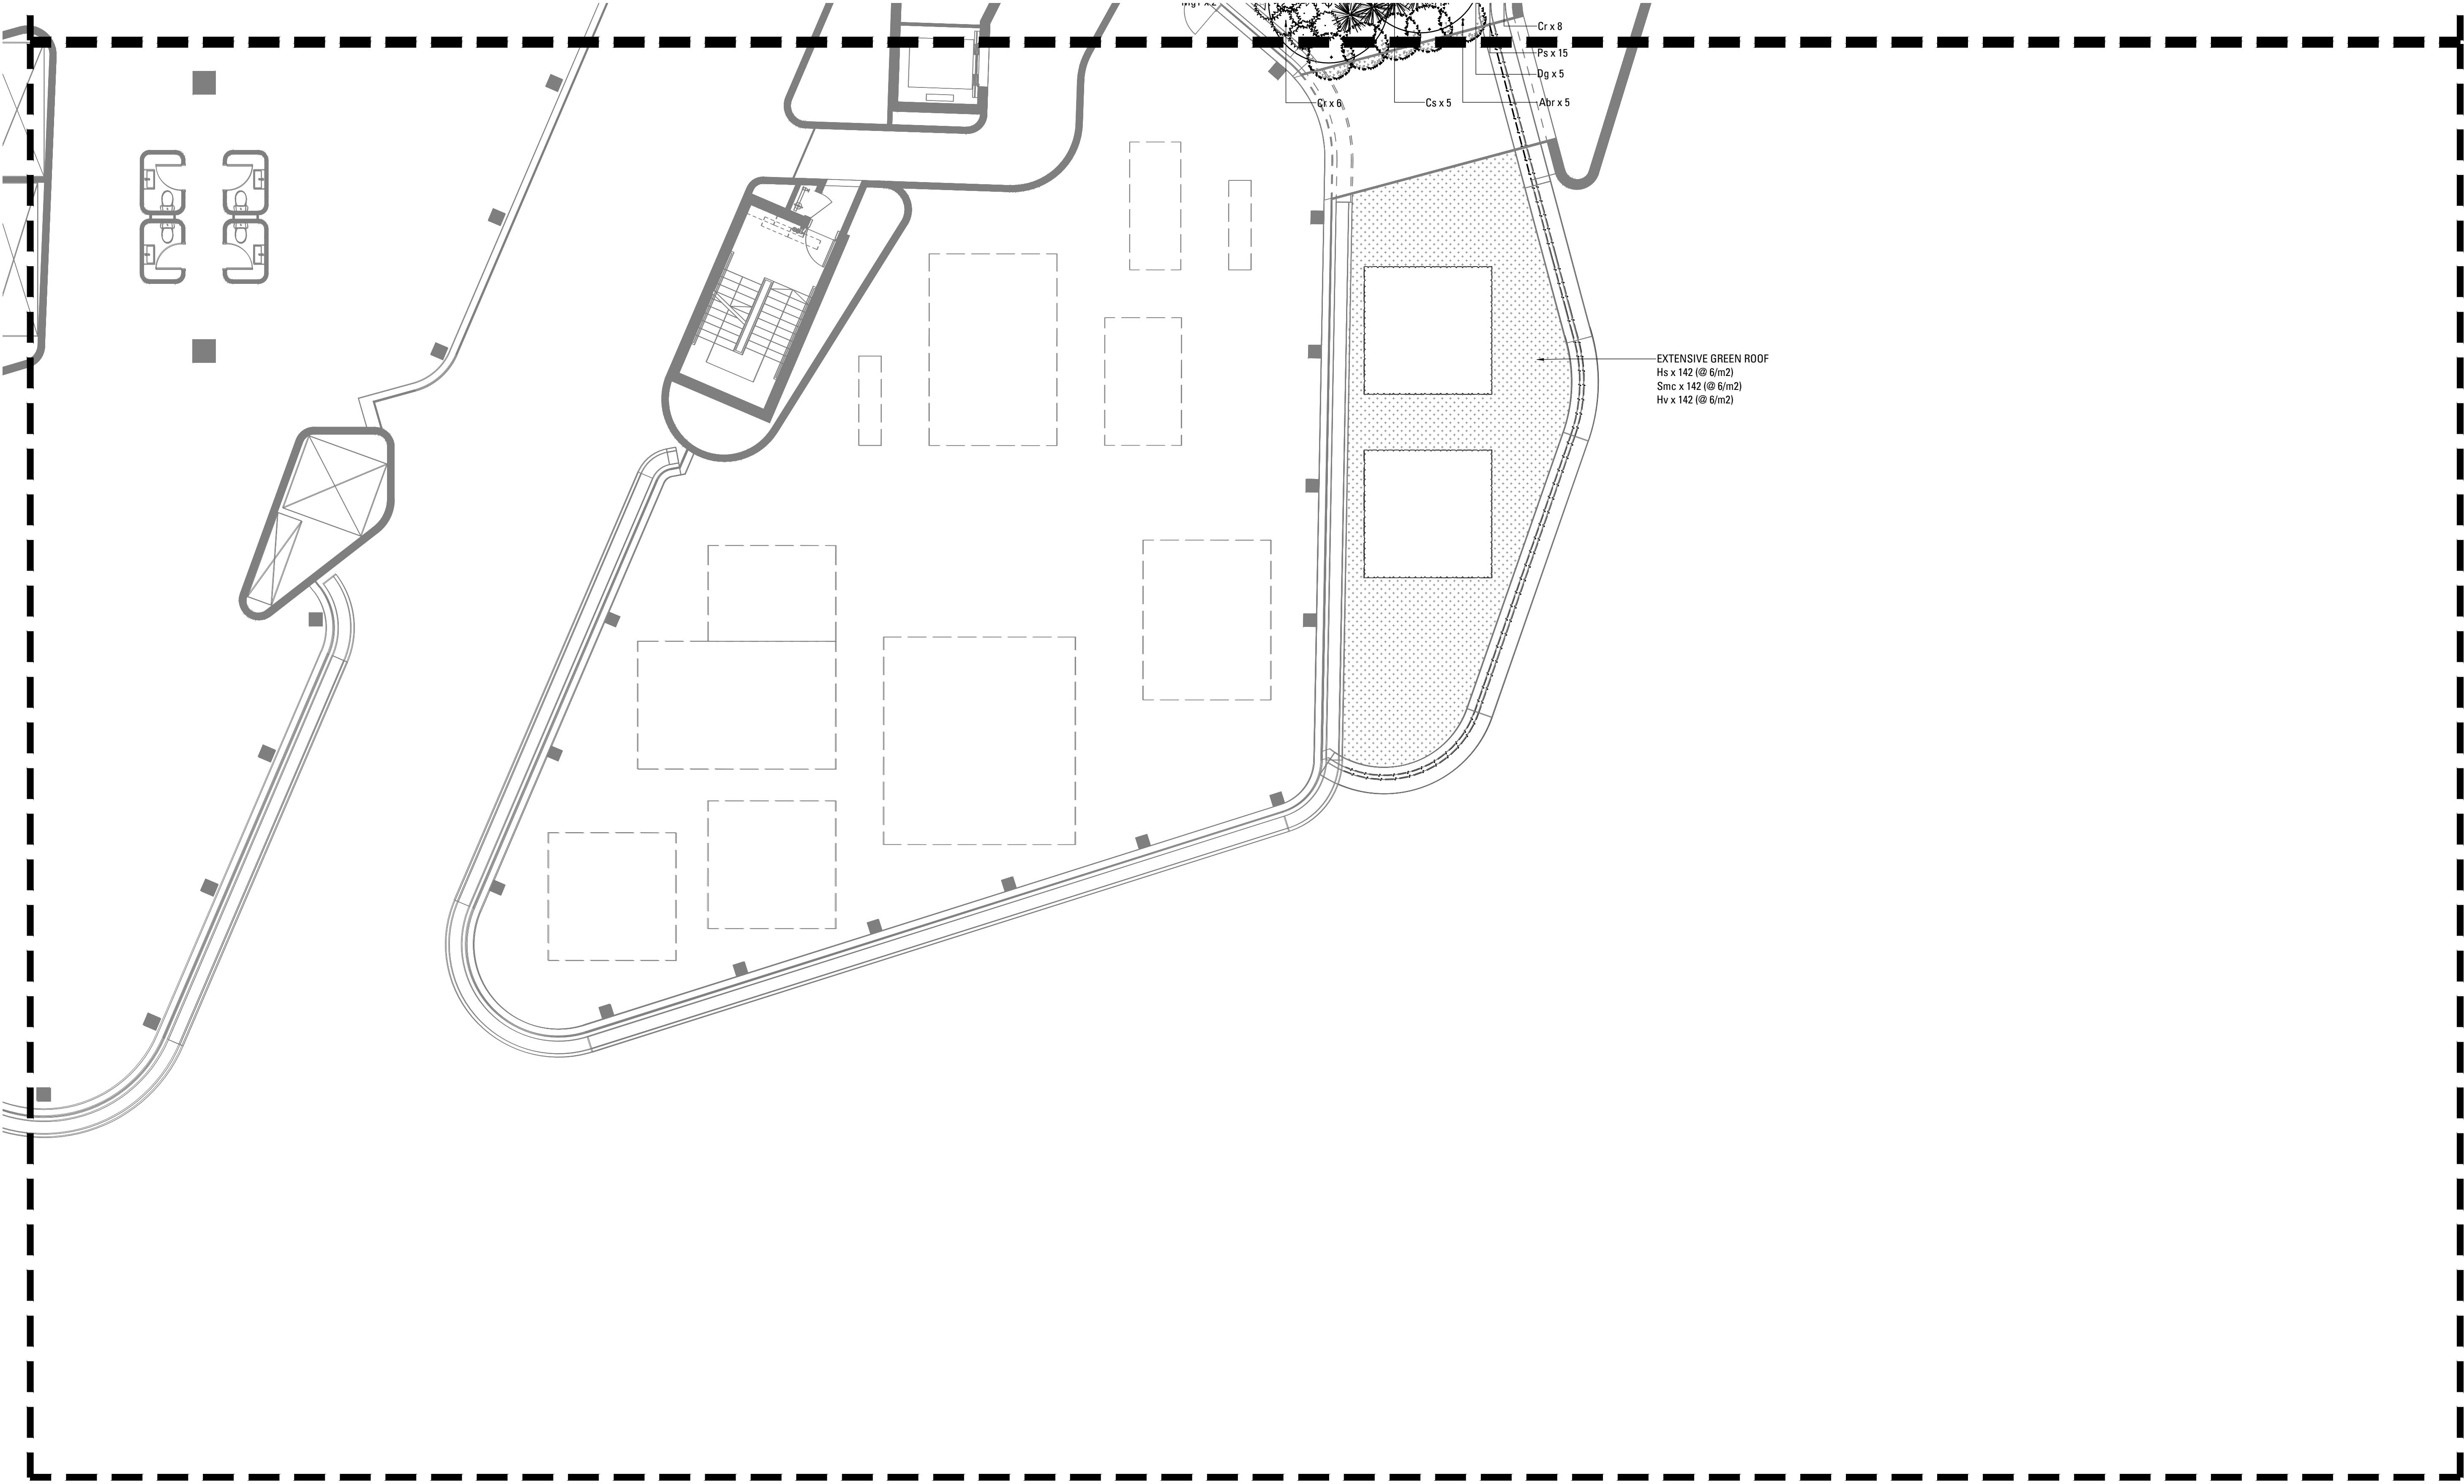 Cr x 8
Ps x 15
Dg x 5
Cr x 6
Cs x 5
Abr x 5
EXTENSIVE GREEN ROOF
Hs x 142 (@ 6/m2)
Smc x 142 (@ 6/m2)
Hv x 142 (@ 6/m2)